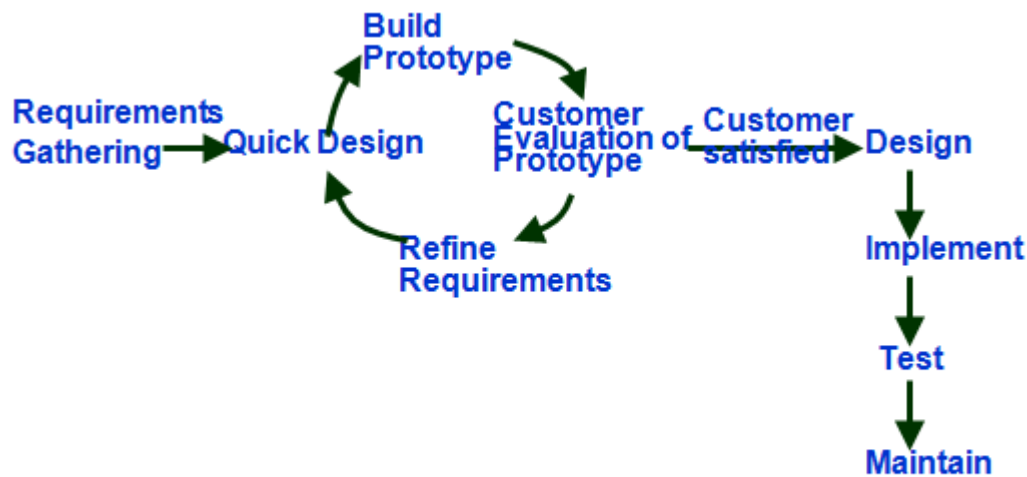 Build
Prototype
Requirements
Gathering
Quick Design
Customer
Evaluation of
Prototype
Customer
satisfied
Design
Refine
Requirements
Implement
Test
Maintain